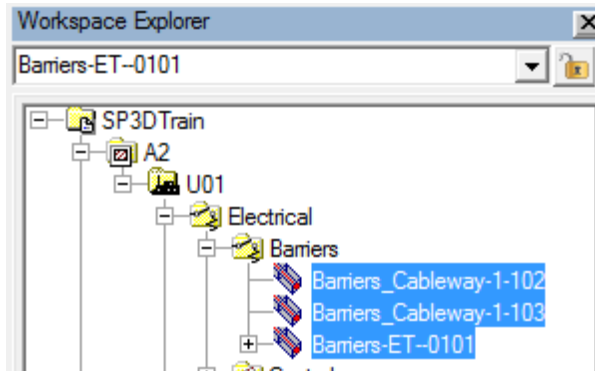 Workspace Explorer
Barriers-ET--0101
SP3DTrain
A2
U01
Electrical
Barriers
Barriers_Cableway-1-102
Barriers_Cableway-1-103
Barriers-ET--0101